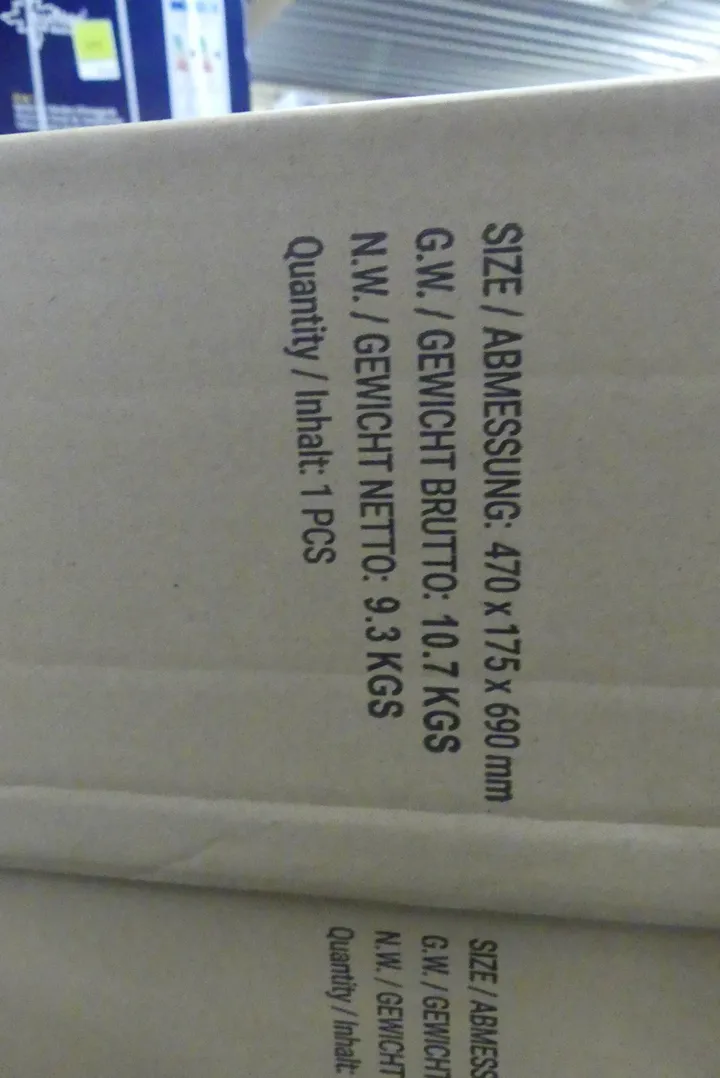 SIZE / ABMESSUNG: 470 x 175 x 690 mm
G.W. / GEWICHT BRUTTO: 10.7 KGS
N.W. / GEWICHT NETTO: 9.3 KGS
Quantity / Inhalt: 1 PCS
SIZE / ABMESS
G.W. / GEWICHT
N.W. / GEWICHT
Quantity / Inhalt: